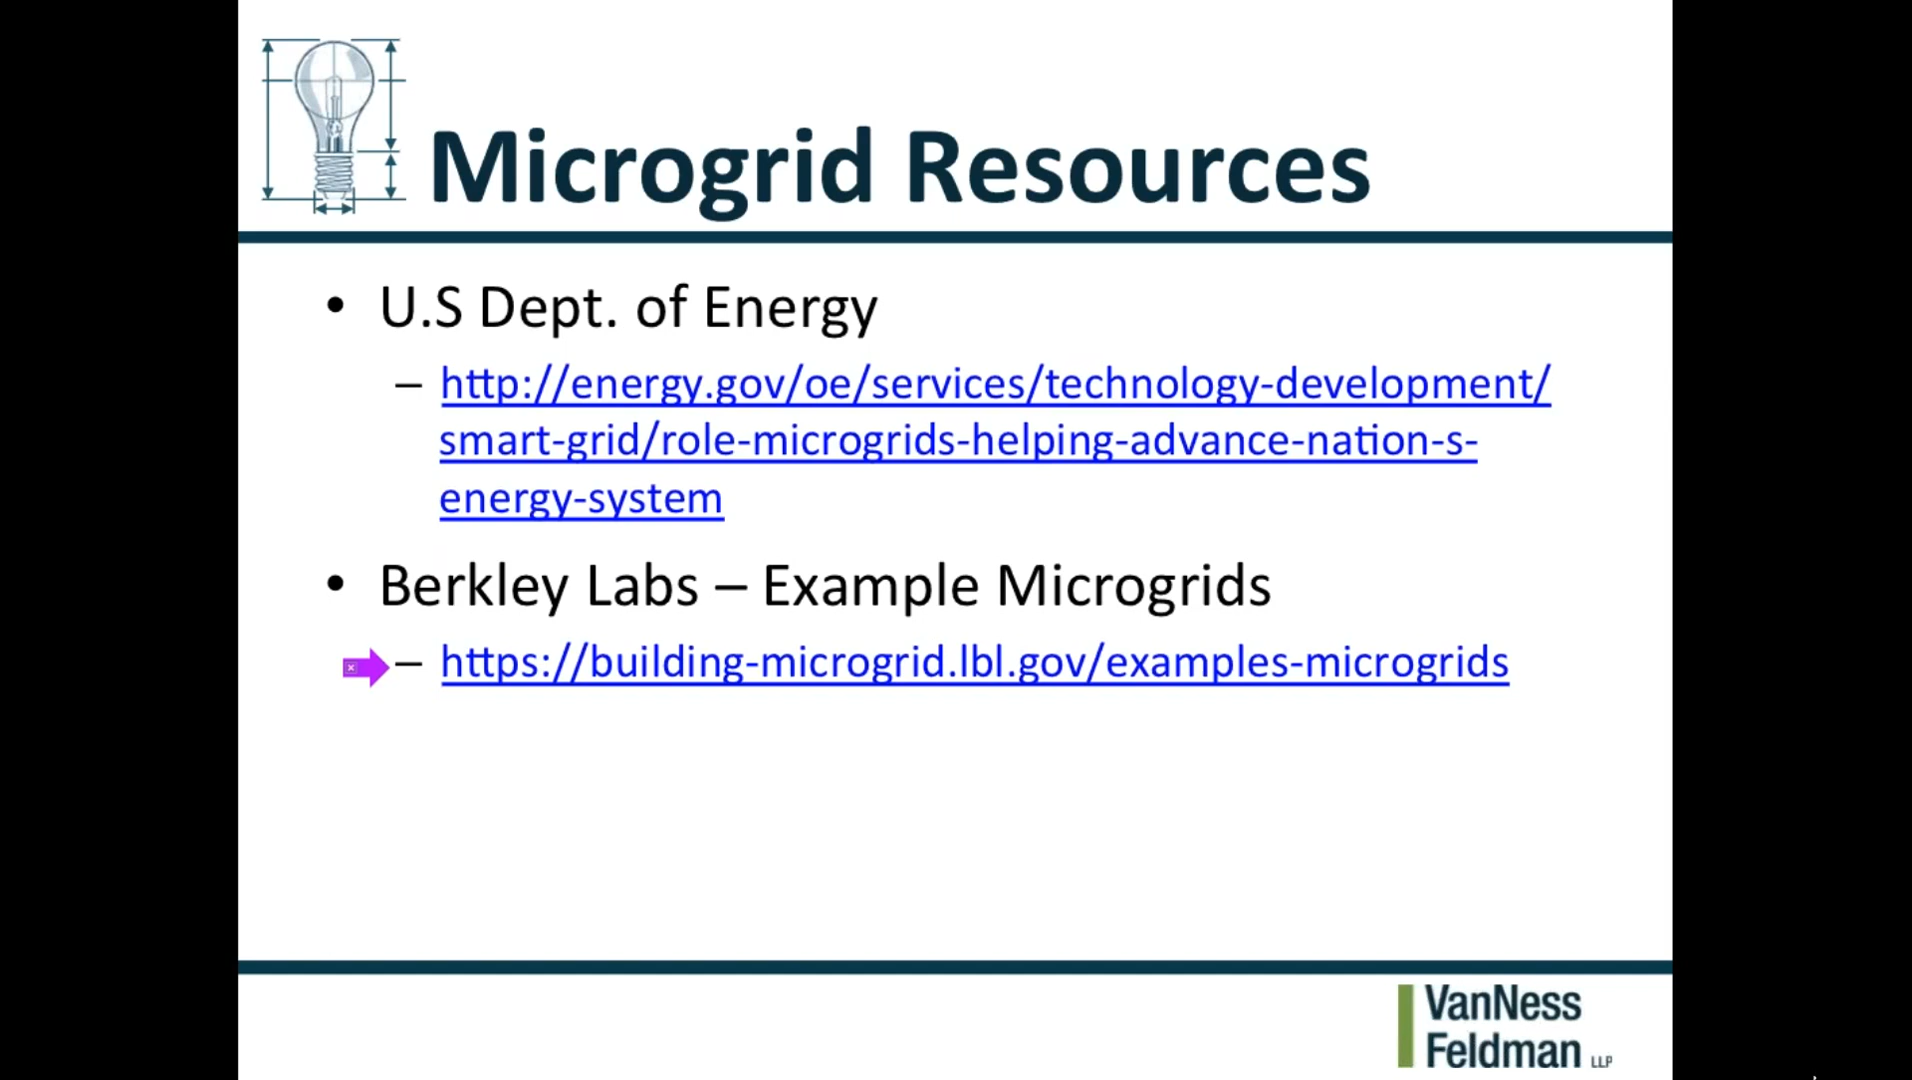 Microgrid Resources
• U.S Dept. of Energy
– http://energy.gov/oe/services/technology-development/
smart-grid/role-microgrids-helping-advance-nation-s-
energy-system
• Berkley Labs – Example Microgrids
– https://building-microgrid.lbl.gov/examples-microgrids
VanNess
Feldman LLP